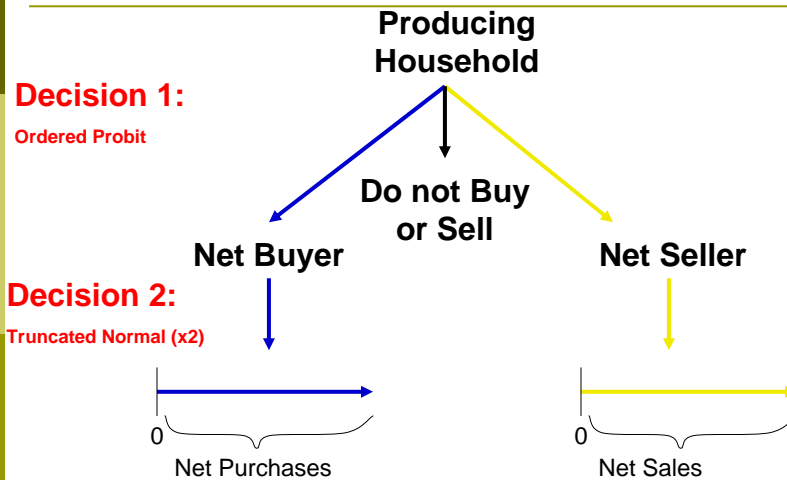 Producing
Household
Decision 1:
Ordered Probit
Do not Buy
or Sell
Net Buyer
Net Seller
Decision 2:
Truncated Normal (x2)
0
0
Net Purchases
Net Sales